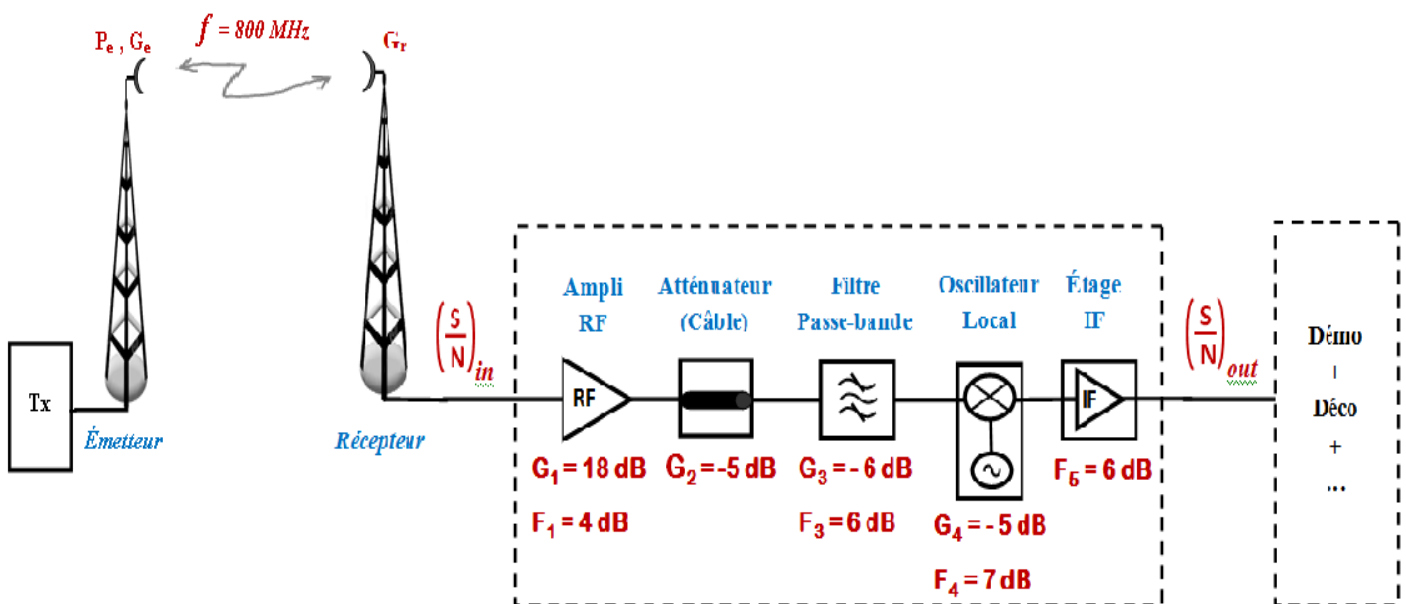 Pe , Ge
f = 800 MHz
Gr
Tx
Émetteur
Récepteur
(S/N)in
Ampli
RF
Atténuateur
(Câble)
Filtre
Passe-bande
Oscillateur
Local
Étage
IF
RF
IF
G1 = 18 dB
F1 = 4 dB
G2 = -5 dB
G3 = - 6 dB
F3 = 6 dB
G4 = - 5 dB
F4 = 7 dB
F5 = 6 dB
(S/N)out
Démo
+
Déco
+
...